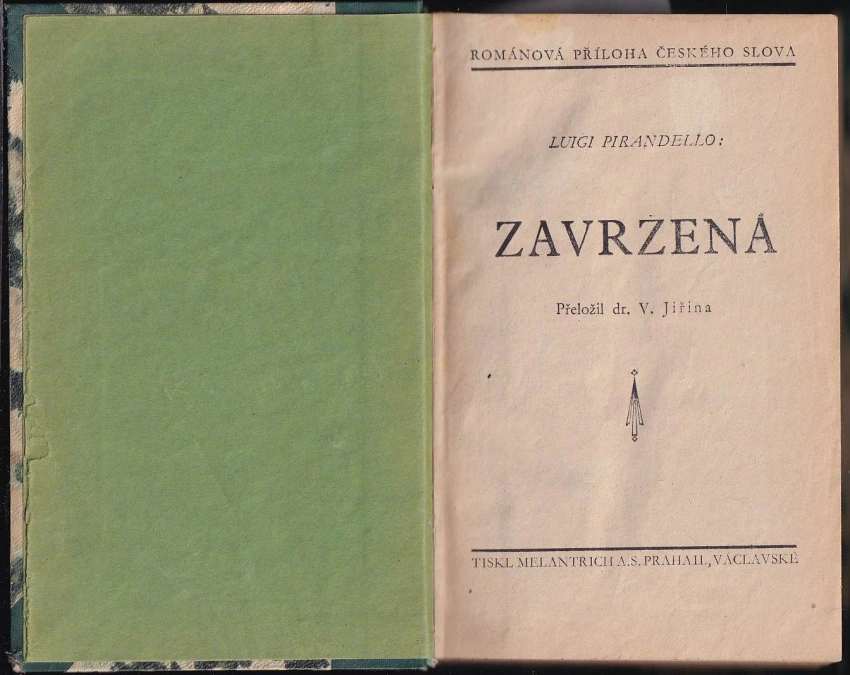 ROMÁNOVÁ PŘÍLOHA ČESKÉHO SLOVA
LUIGI PIRANDELLO:
ZAVRŽENÁ
Přeložil dr. V. Jiřina
TISKL MELANTRICH A.S. PRAHA II., VÁCLAVSKÉ